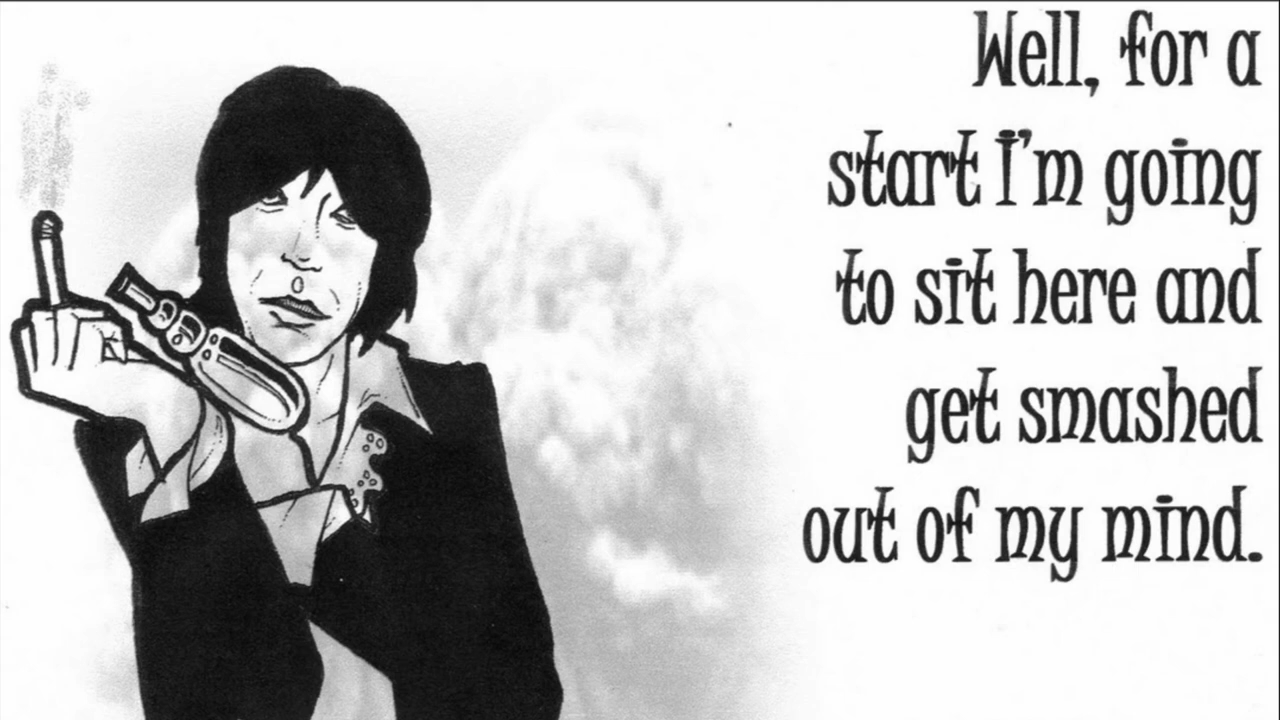 Well, for a
start I'm going
to sit here and
get smashed
out of my mind.